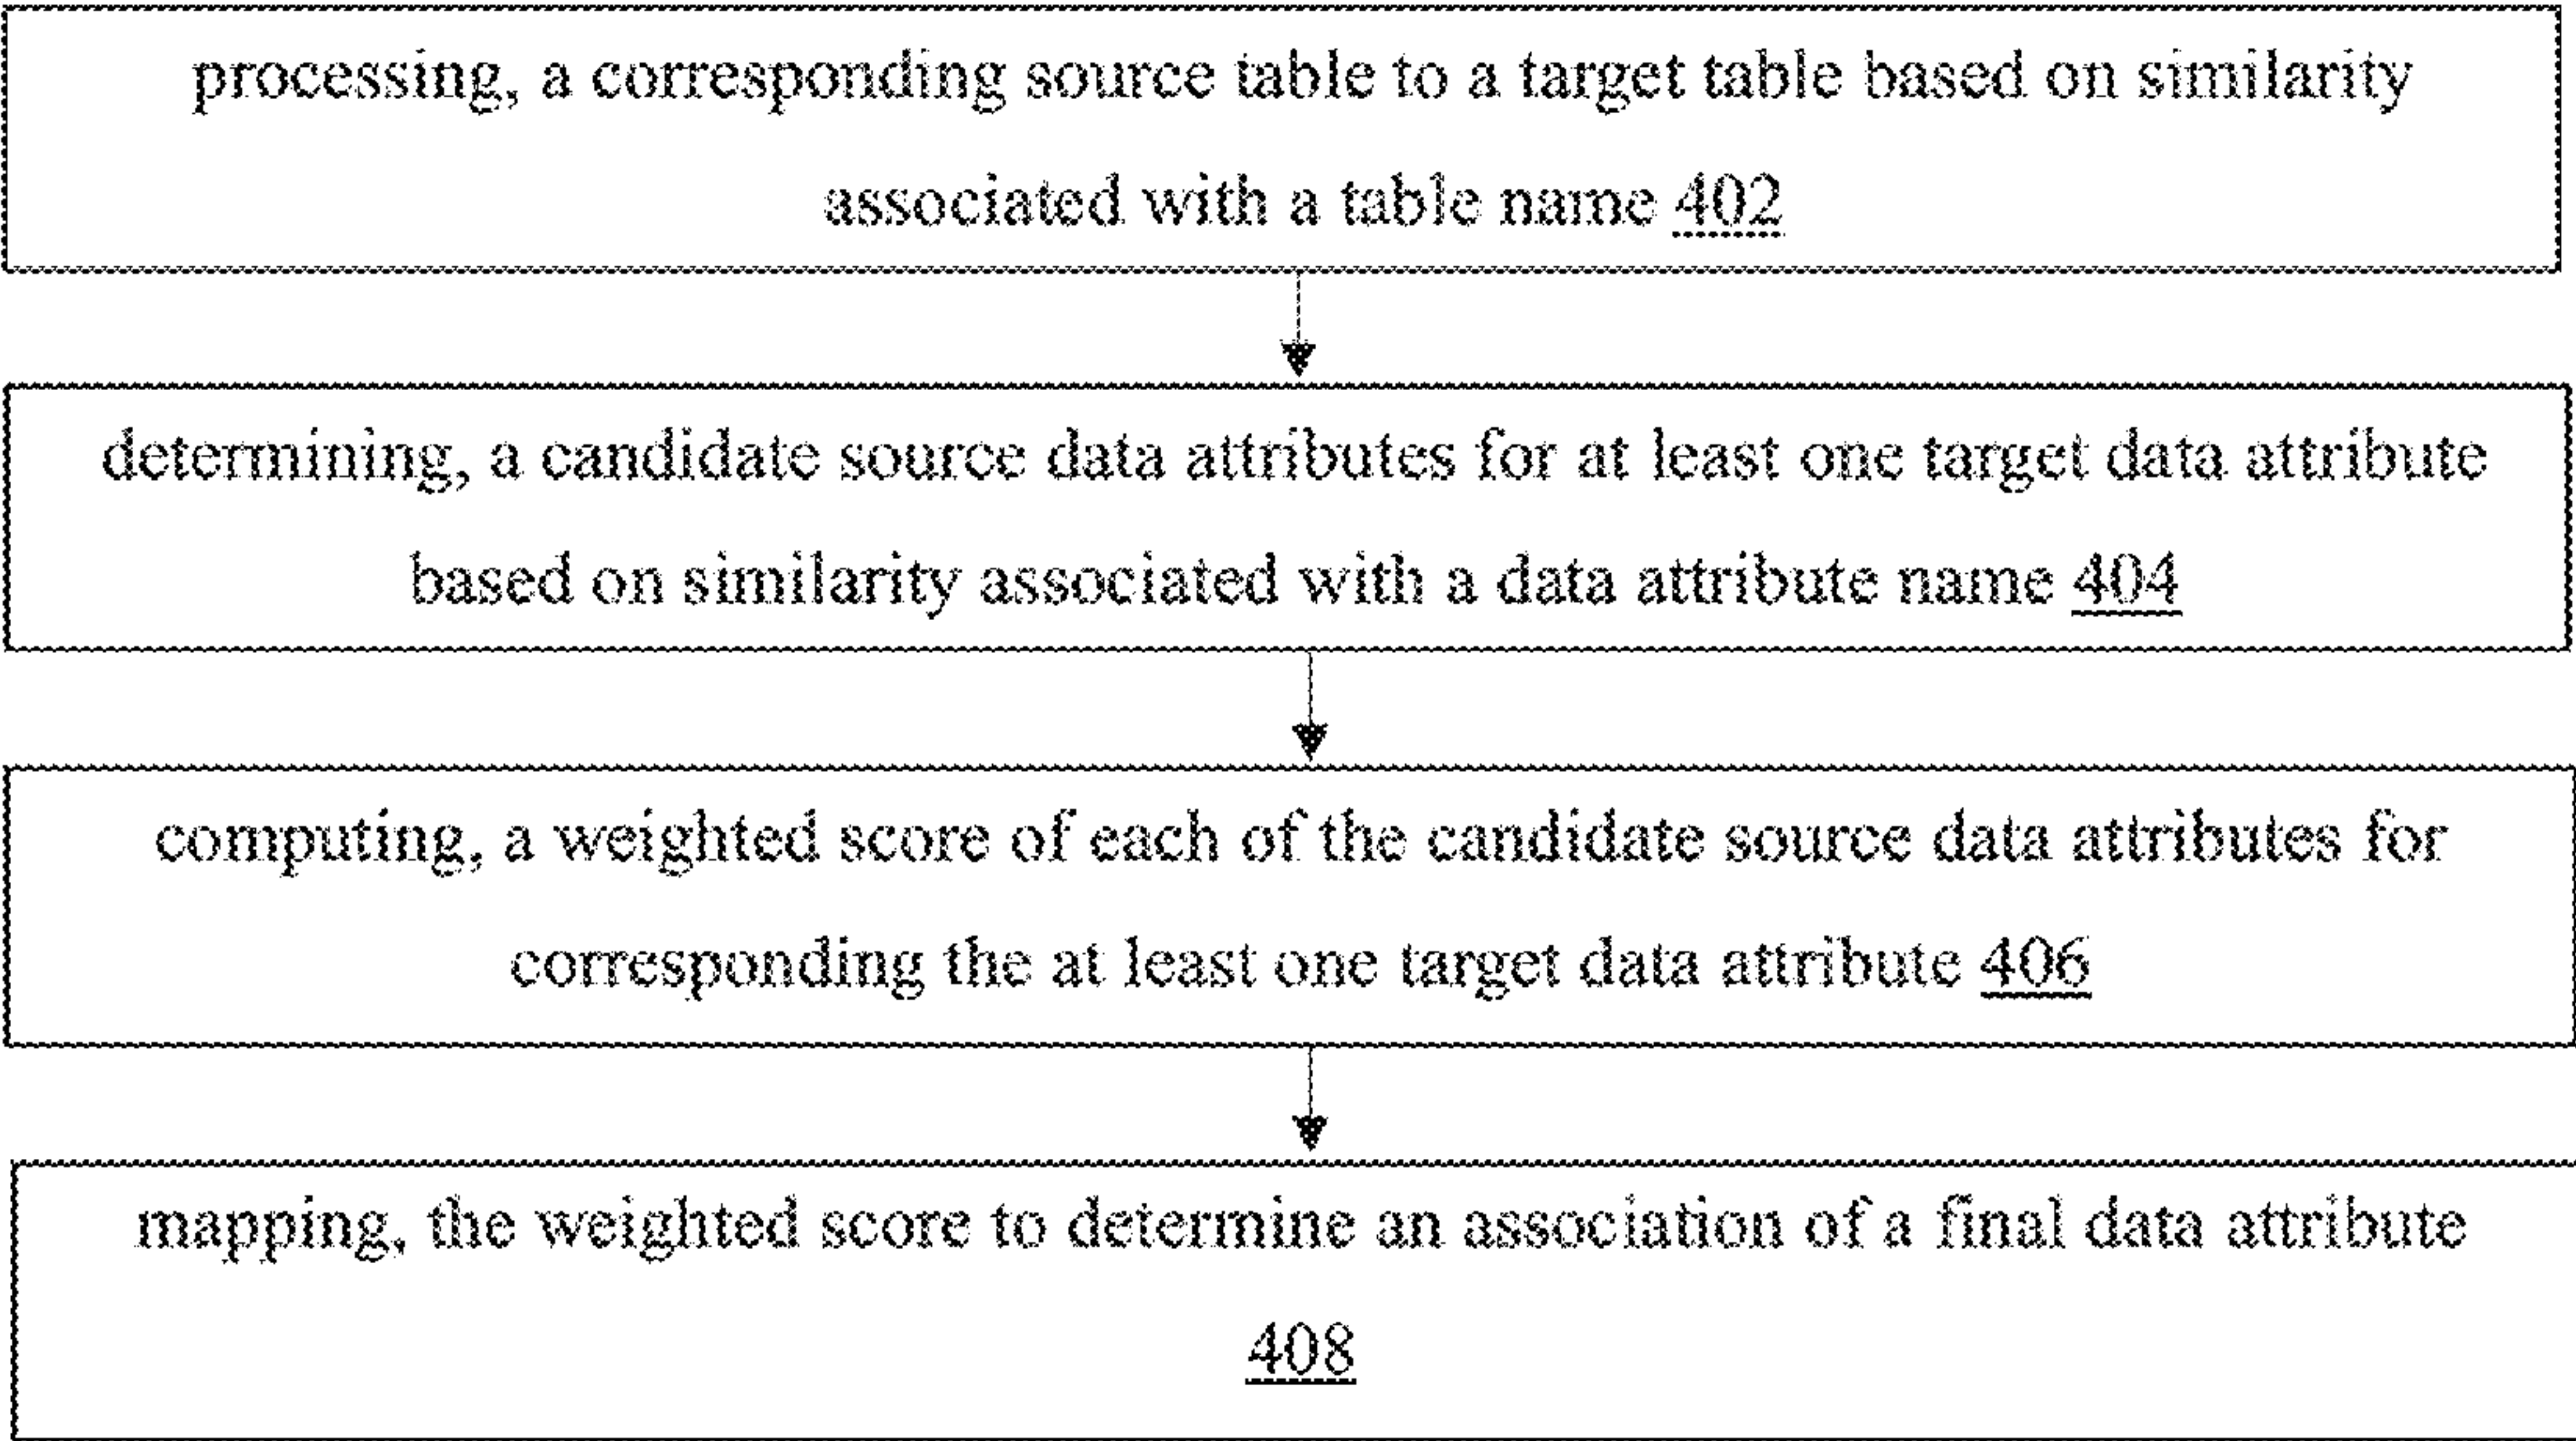 processing, a corresponding source table to a target table based on similarity
associated with a table name 402
determining, a candidate source data attributes for at least one target data attribute
based on similarity associated with a data attribute name 404
computing, a weighted score of each of the candidate source data attributes for
corresponding the at least one target data attribute 406
mapping, the weighted score to determine an association of a final data attribute
408